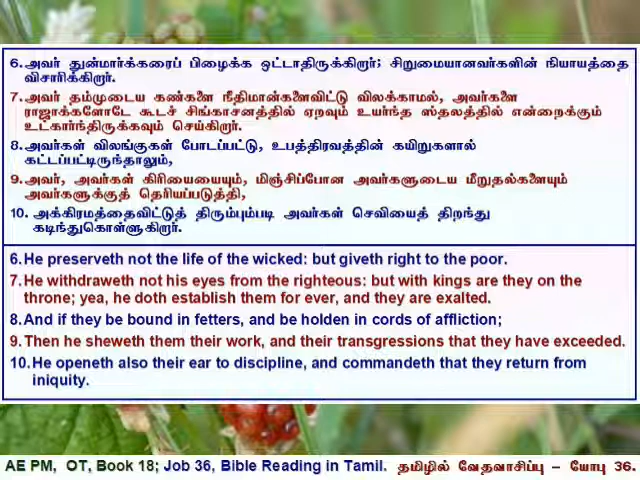 6.அவர் துன்மார்க்கரைப் பிழைக்க ஒட்டாதிருக்கிறார்; சிறுமையானவர்களின் நியாயத்தை
விசாரிக்கிறார்.
7.அவர் தம்முடைய கண்களை நீதிமான்களைவிட்டு விலக்காமல், அவர்களை
ராஜாக்களோடே கூடச் சிங்காசனத்தில் ஏறவும் உயர்ந்த ஸ்தலத்தில் என்றைக்கும்
உட்கார்ந்திருக்கவும் செய்கிறார்.
8.அவர்கள் விலங்குகள் போடப்பட்டு, உபத்திரவத்தின் கயிறுகளால்
கட்டப்பட்டிருந்தாலும்,
9.அவர், அவர்கள் கிரியையையும், மிஞ்சிப்போன அவர்களுடைய மீறுதல்களையும்
அவர்களுக்குத் தெரியப்படுத்தி,
10. அக்கிரமத்தைவிட்டுத் திரும்பும்படி அவர்கள் செவியைத் திறந்து
கடிந்துகொள்ளுகிறார்.
6.He preserveth not the life of the wicked: but giveth right to the poor.
7.He withdraweth not his eyes from the righteous: but with kings are they on the
throne; yea, he doth establish them for ever, and they are exalted.
8.And if they be bound in fetters, and be holden in cords of affliction;
9.Then he sheweth them their work, and their transgressions that they have exceeded.
10.He openeth also their ear to discipline, and commandeth that they return from
iniquity.
AE PM, OT, Book 18; Job 36, Bible Reading in Tamil. தமிழில் வேதவாசிப்பு – யோபு 36.